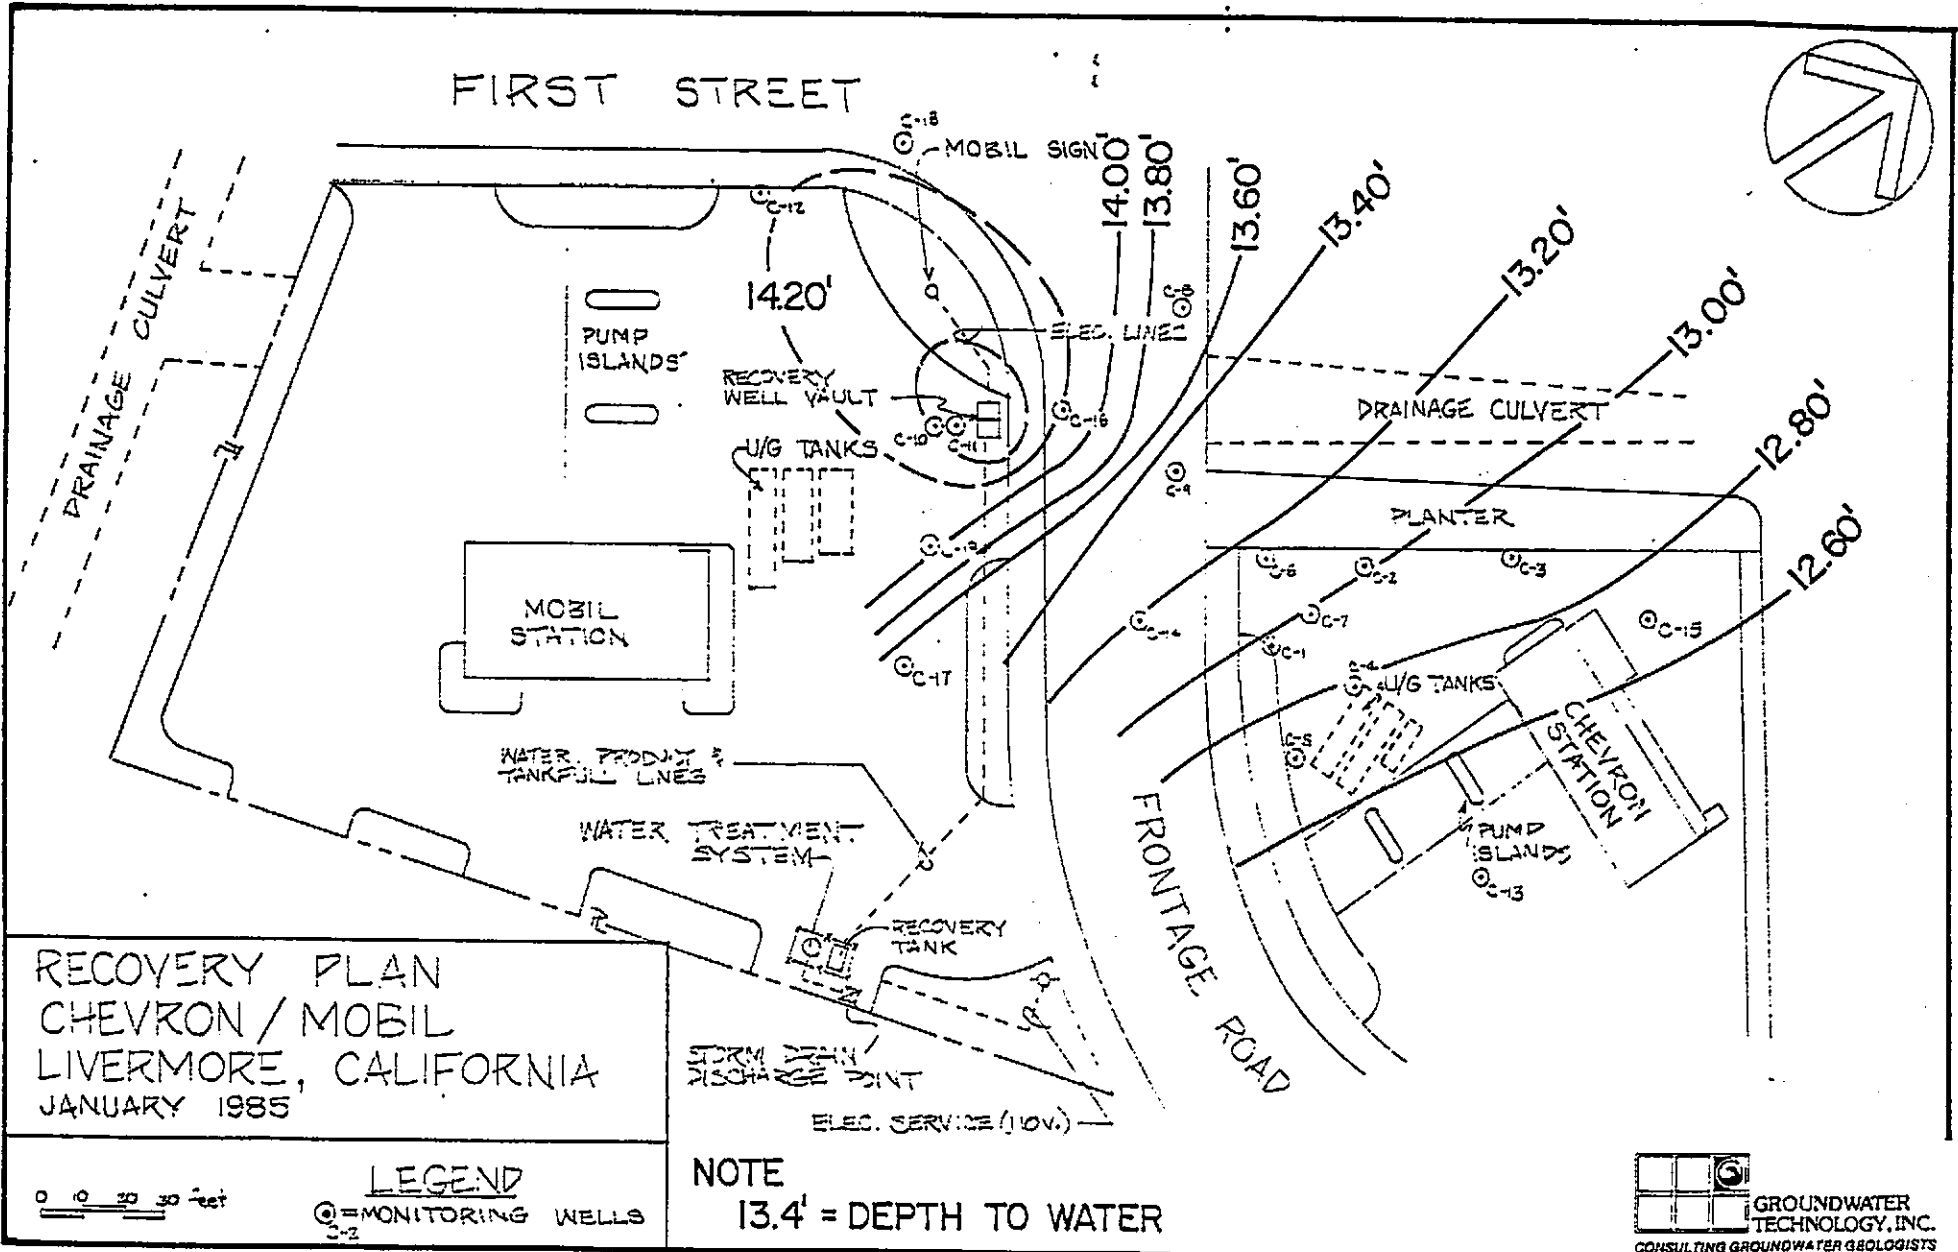 FIRST STREET
C-18
MOBIL SIGN
14.00'
13.80'
13.60'
13.40'
13.20'
13.00'
12.80'
12.60'
DRAINAGE CULVERT
C-12
14.20'
PUMP
ISLANDS
C-8
ELEC. LINES
RECOVERY
WELL VAULT
C-10
C-11
C-16
U/G TANKS
DRAINAGE CULVERT
C-9
PLANTER
C-6
C-2
C-3
MOBIL
STATION
C-17
C-14
C-7
C-1
C-15
C-4
U/G TANKS
C-5
CHEVRON
STATION
WATER, PRODUCT &
TANKFULL LINES
WATER TREATMENT
SYSTEM
FRONTAGE ROAD
PUMP
ISLANDS
C-13
RECOVERY
TANK
STORM DRAIN
DISCHARGE POINT
ELEC. SERVICE (110V.)
RECOVERY PLAN
CHEVRON / MOBIL
LIVERMORE, CALIFORNIA
JANUARY 1985
0 10 20 30 feet
LEGEND
=MONITORING WELLS
C-2
NOTE
13.4' = DEPTH TO WATER
GROUNDWATER
TECHNOLOGY, INC.
CONSULTING GROUNDWATER GEOLOGISTS